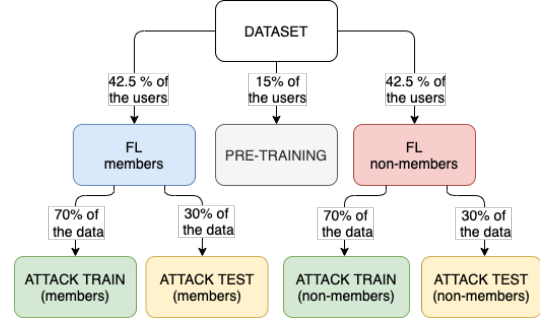 DATASET
42.5 % of
the users
15% of
the users
42.5 % of
the users
FL
members
PRE-TRAINING
FL
non-members
70% of
the data
30% of
the data
70% of
the data
30% of
the data
ATTACK TRAIN
(members)
ATTACK TEST
(members)
ATTACK TRAIN
(non-members)
ATTACK TEST
(non-members)